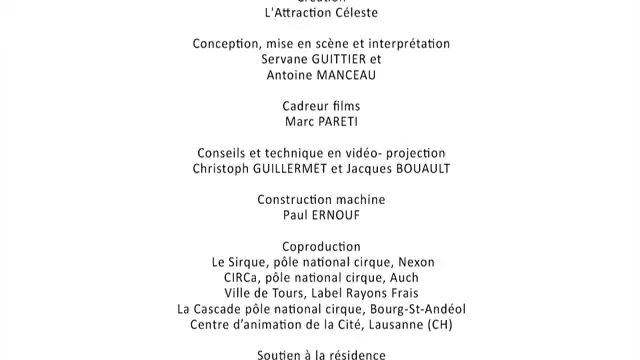 Création
L'Attraction Céleste
Conception, mise en scène et interprétation
Servane GUITTIER et
Antoine MANCEAU
Cadreur films
Marc PARETI
Conseils et technique en vidéo- projection
Christoph GUILLERMET et Jacques BOUAULT
Construction machine
Paul ERNOUF
Coproduction
Le Sirque, pôle national cirque, Nexon
CIRCa, pôle national cirque, Auch
Ville de Tours, Label Rayons Frais
La Cascade pôle national cirque, Bourg-St-Andéol
Centre d’animation de la Cité, Lausanne (CH)
Soutien à la résidence